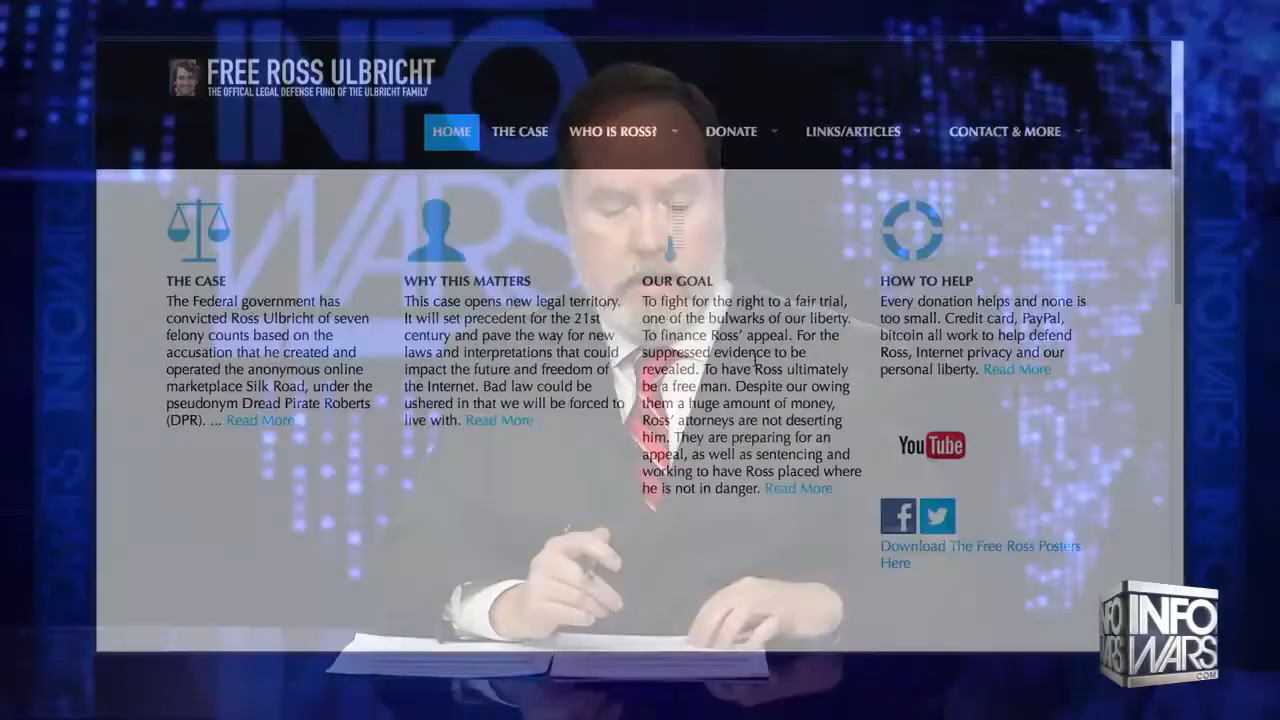 INFO
WARS
FREE ROSS ULBRICHT
THE OFFICAL LEGAL DEFENSE FUND OF THE ULBRICHT FAMILY
HOME THE CASE WHO IS ROSS? DONATE LINKS/ARTICLES CONTACT & MORE
THE CASE
The Federal government has
convicted Ross Ulbricht of seven
felony counts based on the
accusation that he created and
operated the anonymous online
marketplace Silk Road, under the
pseudonym Dread Pirate Roberts
(DPR). ... Read More
WHY THIS MATTERS
This case opens new legal territory.
It will set precedent for the 21st
century and pave the way for new
laws and interpretations that could
impact the future and freedom of
the Internet. Bad law could be
ushered in that we will be forced to
live with. Read More
OUR GOAL
To fight for the right to a fair trial,
one of the bulwarks of our liberty.
To finance Ross' appeal. For the
suppressed evidence to be
revealed. To have Ross ultimately
be a free man. Despite our owing
them a huge amount of money,
Ross' attorneys are not deserting
him. They are preparing for an
appeal, as well as sentencing and
working to have Ross placed where
he is not in danger. Read More
HOW TO HELP
Every donation helps and none is
too small. Credit card, PayPal,
bitcoin all work to help defend
Ross, Internet privacy and our
personal liberty. Read More
YouTube
Download The Free Ross Posters
Here
INFOWARS
INFOWARS
INFO
WARS
INFO
WARS
.COM